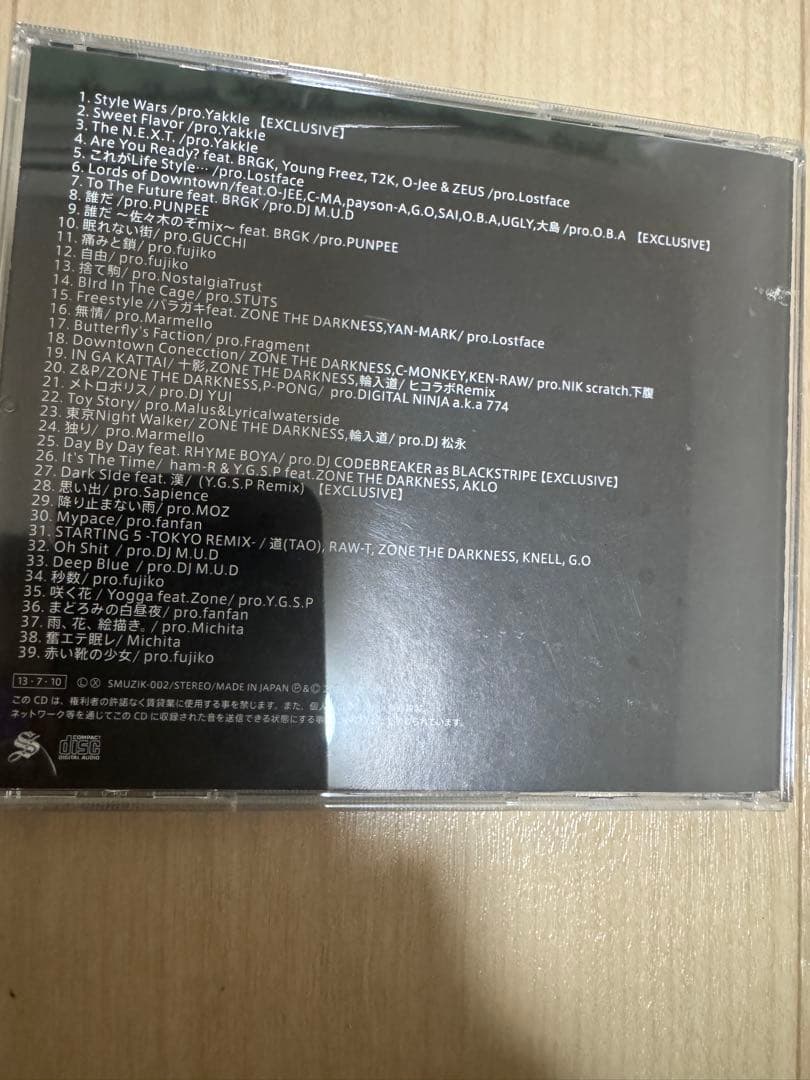 1. Style Wars /pro.Yakkle 【EXCLUSIVE】
2. Sweet Flavor /pro.Yakkle
3. The N.E.X.T. /pro.Yakkle
4. Are You Ready? feat. BRGK, Young Freez, T2K, O-Jee & ZEUS /pro.Lostface
5. これがLife Style… /pro.Lostface
6. Lords of Downtown/feat.O-JEE,C-MA,payson-A,G.O,SAI,O.B.A,UGLY,大島 /pro.O.B.A 【EXCLUSIVE】
7. To The Future feat. BRGK /pro.DJ M.U.D
8. 誰だ /pro.PUNPEE
9. 誰だ ～佐々木のぞmix～ feat. BRGK /pro.PUNPEE
10. 眠れない街/ pro.GUCCHI
11. 痛みと鎖/ pro.fujiko
12. 自由/ pro.fujiko
13. 捨て駒/ pro.NostalgiaTrust
14. BIrd In The Cage/ pro.STUTS
15. Freestyle /バラガキfeat. ZONE THE DARKNESS,YAN-MARK/ pro.Lostface
16. 無情/ pro.Marmello
17. Butterfly's Faction/ pro.Fragment
18. Downtown Conecction/ ZONE THE DARKNESS,C-MONKEY,KEN-RAW/ pro.NIK scratch.下腹
19. IN GA KATTAI/ 十影,ZONE THE DARKNESS,輪入道/ ヒコラボRemix
20. Z&P/ZONE THE DARKNESS,P-PONG/ pro.DIGITAL NINJA a.k.a 774
21. メトロポリス/ pro.DJ YUI
22. Toy Story/ pro.Malus&Lyricalwaterside
23. 東京Night Walker/ ZONE THE DARKNESS,輪入道/ pro.DJ 松永
24. 独り/ pro.Marmello
25. Day By Day feat. RHYME BOYA/ pro.DJ CODEBREAKER as BLACKSTRIPE【EXCLUSIVE】
26. It's The Time/ ham-R & Y.G.S.P feat.ZONE THE DARKNESS, AKLO
27. Dark SIde feat. 漢/ (Y.G.S.P Remix) 【EXCLUSIVE】
28. 思い出/ pro.Sapience
29. 降り止まない雨/ pro.MOZ
30. Mypace/ pro.fanfan
31. STARTING 5 -TOKYO REMIX- / 道(TAO), RAW-T, ZONE THE DARKNESS, KNELL, G.O
32. Oh Shit / pro.DJ M.U.D
33. Deep Blue / pro.DJ M.U.D
34. 秒数/ pro.fujiko
35. 咲く花/ Yogga feat.Zone/ pro.Y.G.S.P
36. まどろみの白昼夜/ pro.fanfan
37. 雨、花、絵描き。/ pro.Michita
38. 奮エテ眠レ/ Michita
39. 赤い靴の少女/ pro.fujiko
13・7・10 Ⓛ Ⓧ SMUZIK-002/STEREO/MADE IN JAPAN Ⓟ&Ⓒ 2
この CD は、権利者の許諾なく賃貸業に使用する事を禁じます。また、個人
ネットワーク等を通じてこの CD に収録された音を送信できる状態にする事 られています。
S COMPACT disc DIGITAL AUDIO